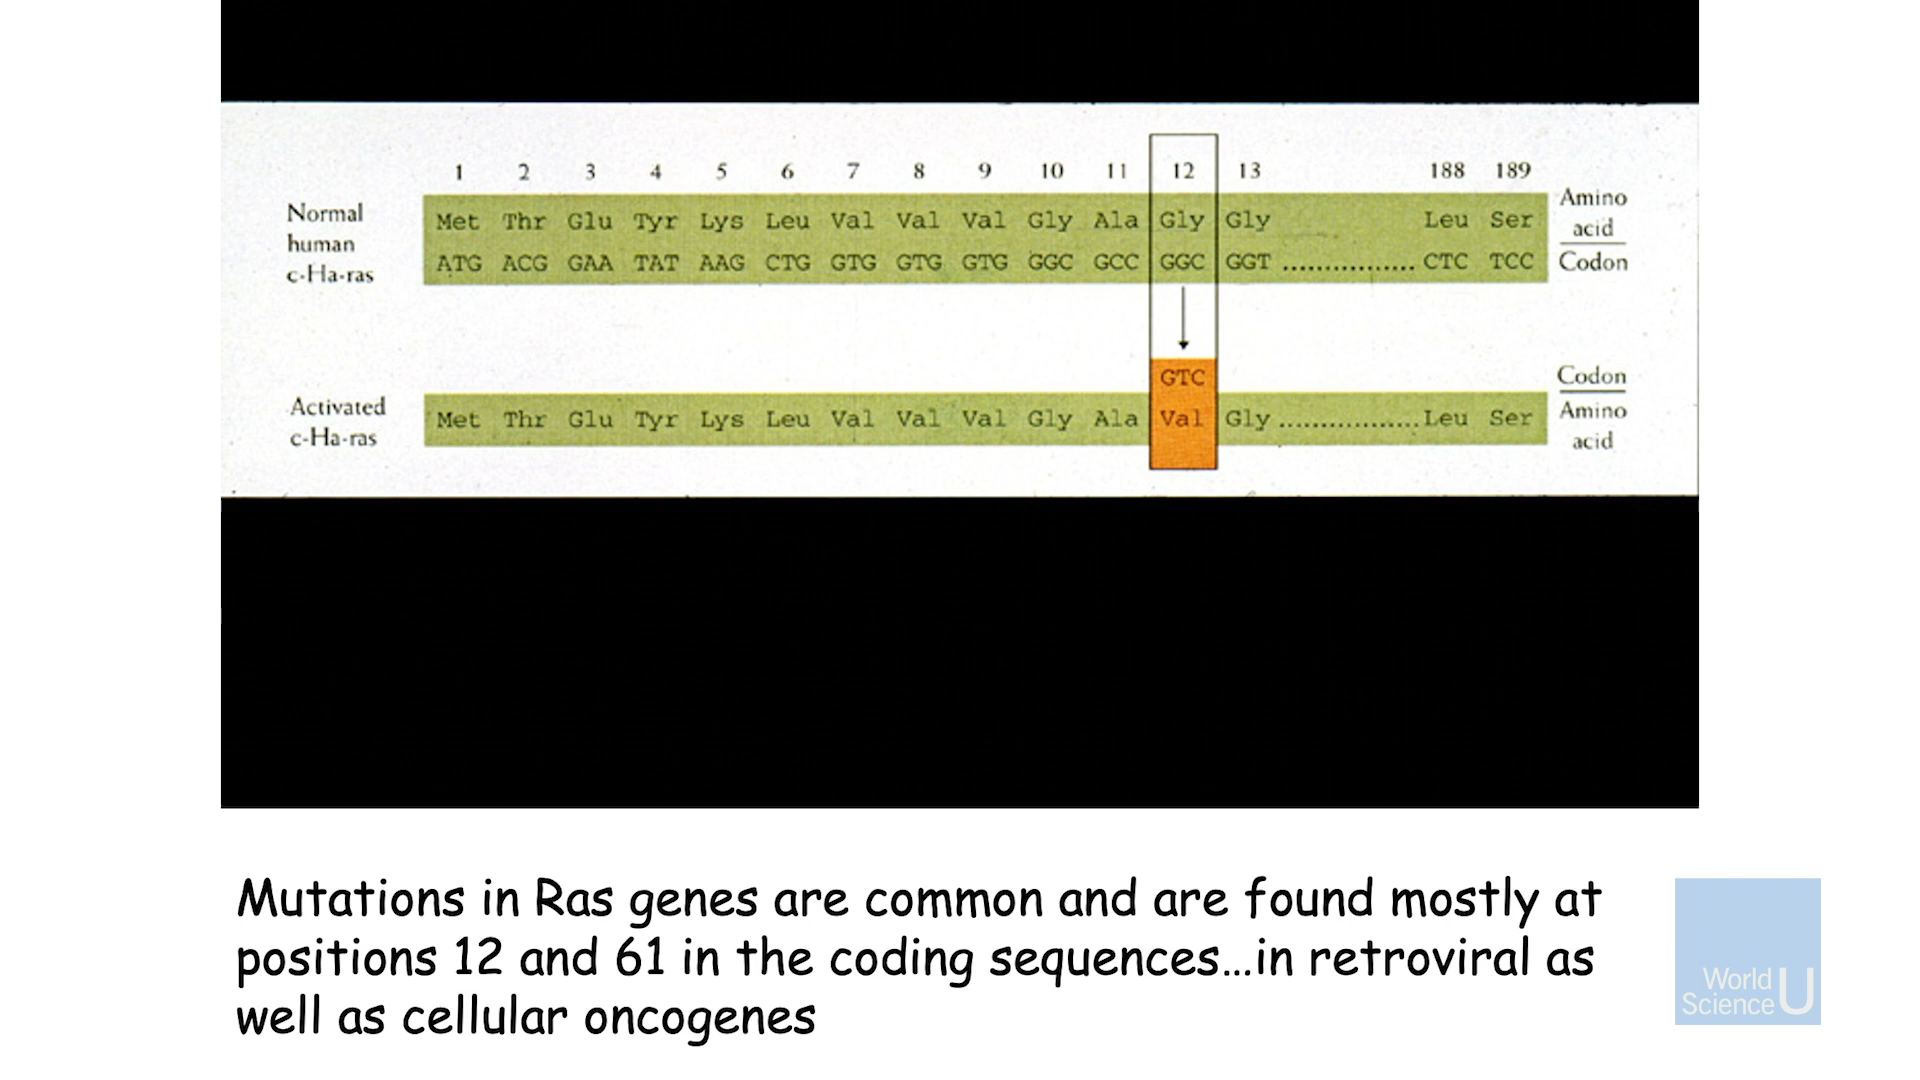 1 2 3 4 5 6 7 8 9 10 11 12 13 188 189
Normal human c-Ha-ras
Met Thr Glu Tyr Lys Leu Val Val Val Gly Ala Gly Gly Leu Ser
ATG ACG GAA TAT AAG CTG GTG GTG GTG GGC GCC GGC GGT ................ CTC TCC
Amino acid
Codon
GTC
Activated c-Ha-ras
Met Thr Glu Tyr Lys Leu Val Val Val Gly Ala Val Gly .................. Leu Ser
Codon
Amino acid
Mutations in Ras genes are common and are found mostly at
positions 12 and 61 in the coding sequences...in retroviral as
well as cellular oncogenes
World
Science U